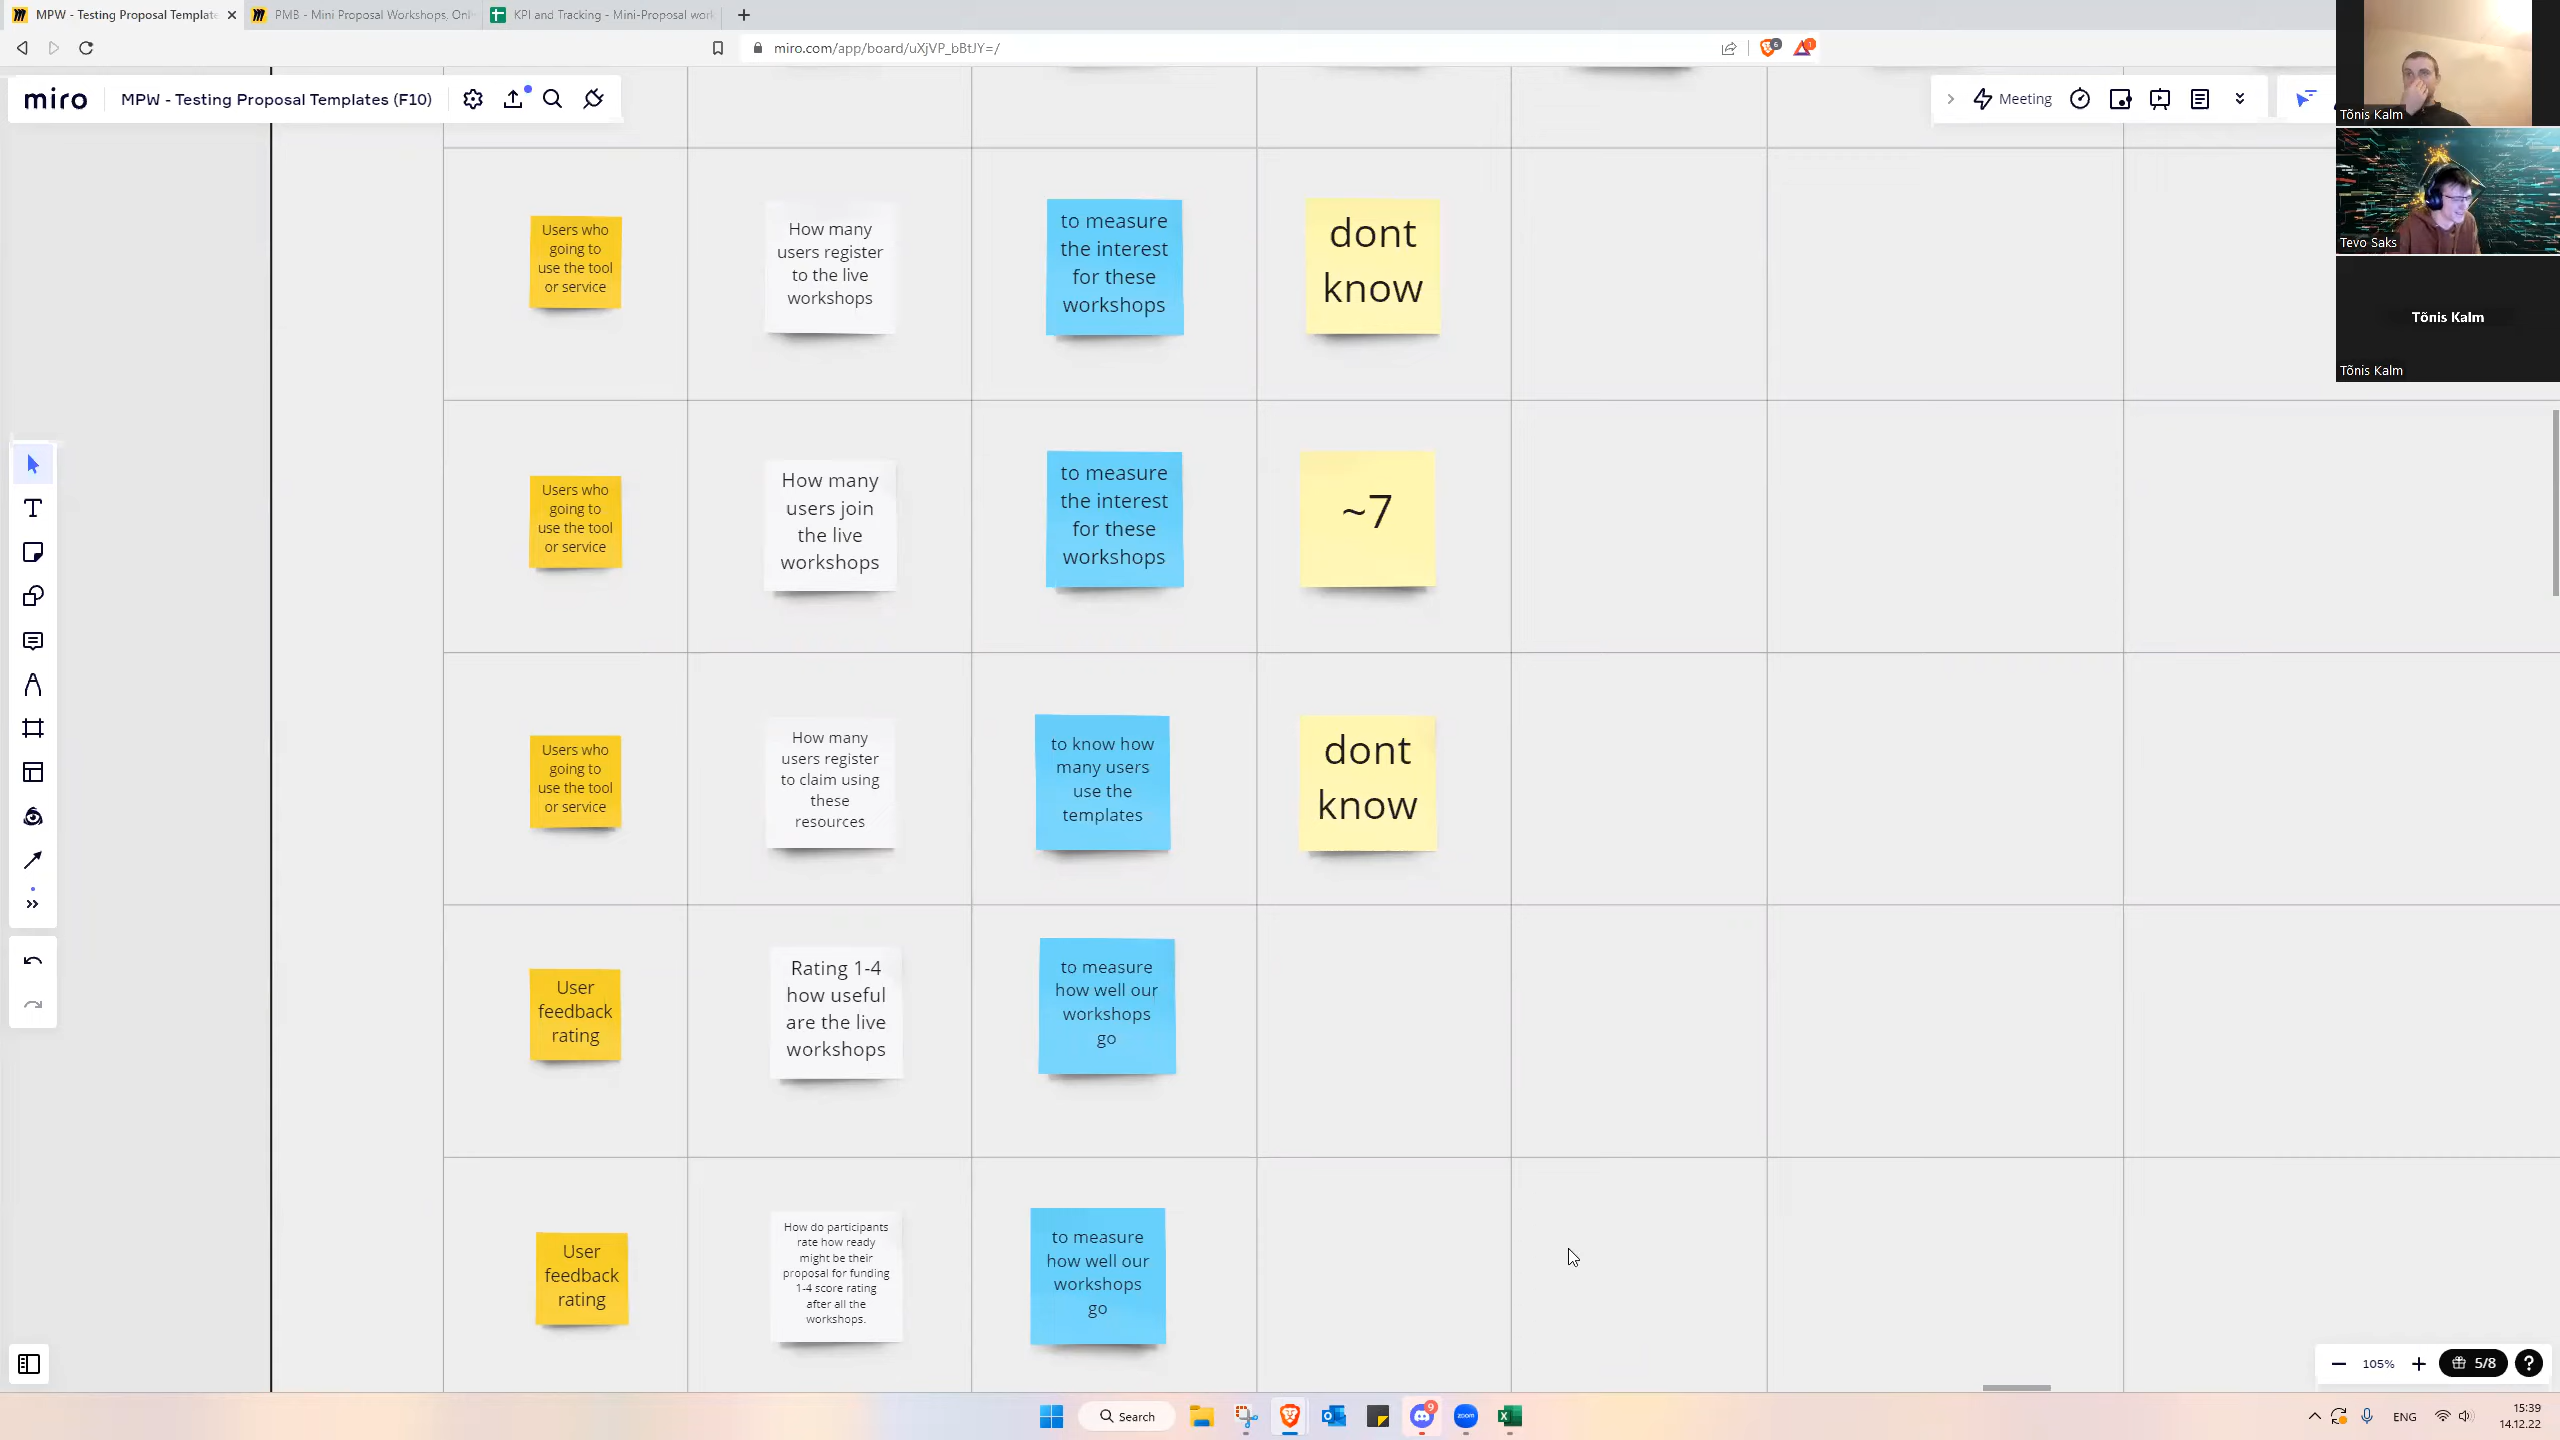 MPW - Testing Proposal Template
PMB - Mini Proposal Workshops, Onli
KPI and Tracking - Mini-Proposal work
miro.com/app/board/uXjVP_bBtJY=/
miro
MPW - Testing Proposal Templates (F10)
Meeting
Tõnis Kalm
Tevo Saks
Tõnis Kalm
Tõnis Kalm
Users who
going to
use the tool
or service
How many
users register
to the live
workshops
to measure
the interest
for these
workshops
dont
know
Users who
going to
use the tool
or service
How many
users join
the live
workshops
to measure
the interest
for these
workshops
~7
Users who
going to
use the tool
or service
How many
users register
to claim using
these
resources
to know how
many users
use the
templates
dont
know
User
feedback
rating
Rating 1-4
how useful
are the live
workshops
to measure
how well our
workshops
go
User
feedback
rating
How do participants
rate how ready
might be their
proposal for funding
1-4 score rating
after all the
workshops.
to measure
how well our
workshops
go
105%
5/8
Search
9
zoom
ENG
15:39
14.12.22